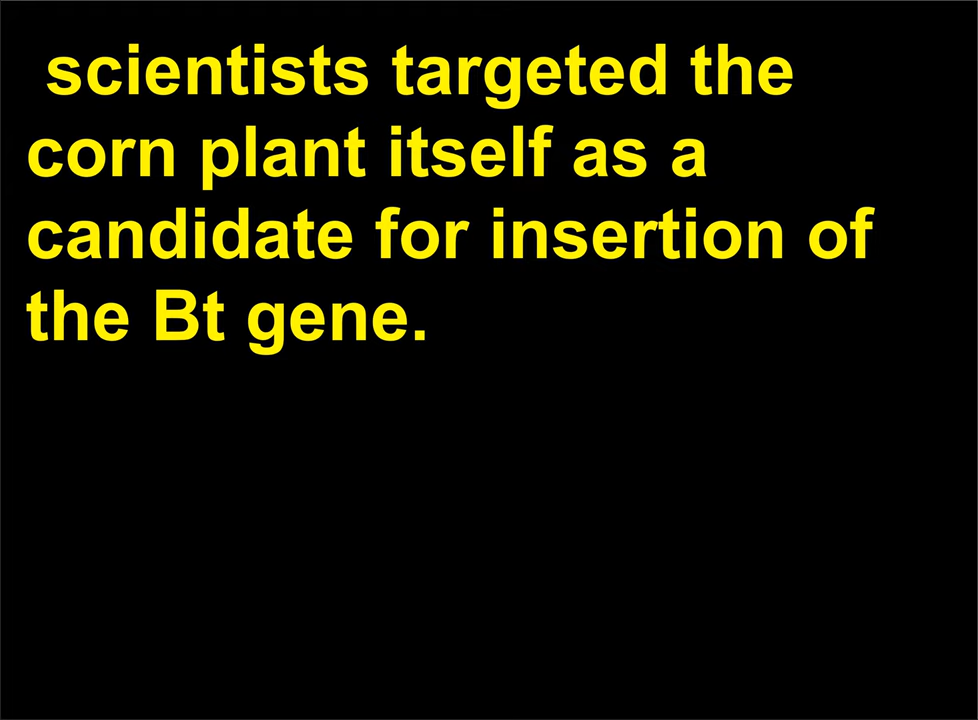 scientists targeted the
corn plant itself as a
candidate for insertion of
the Bt gene.